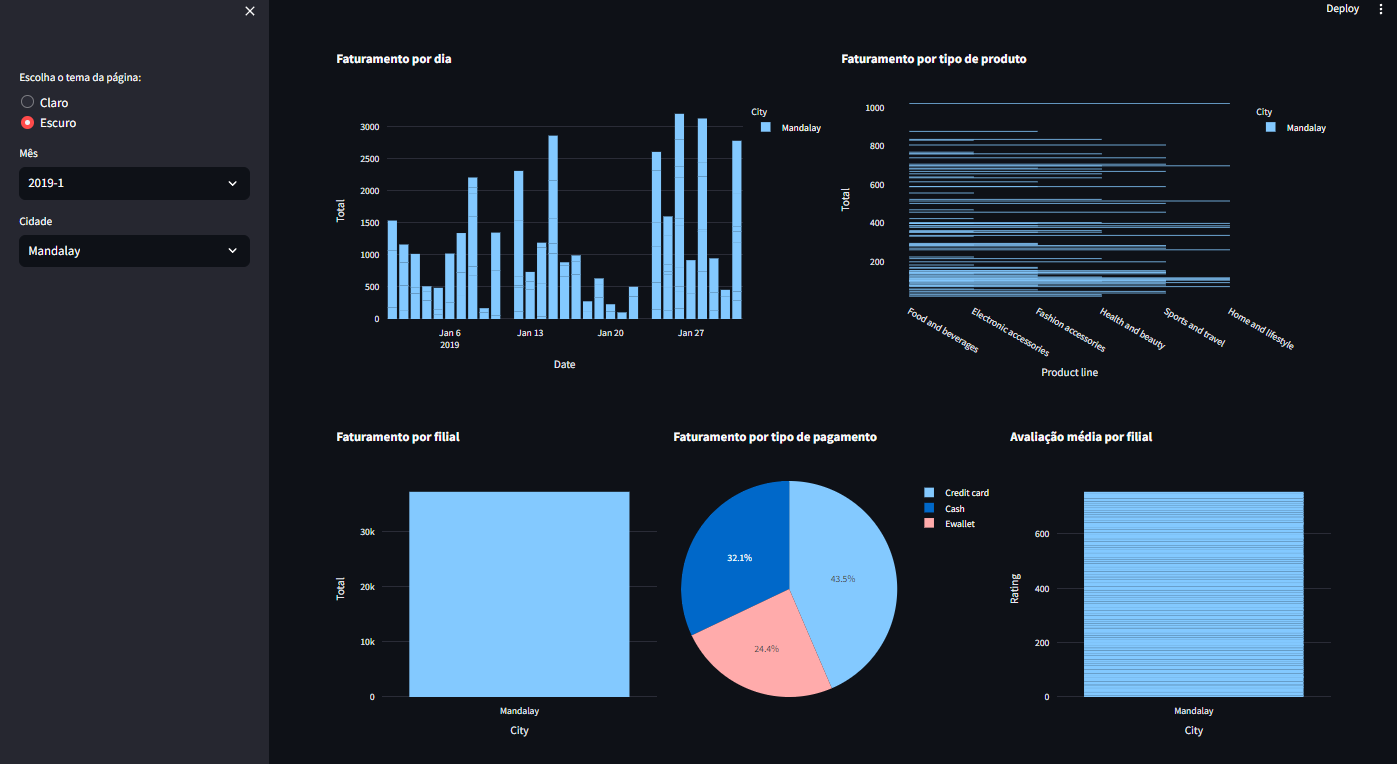 Deploy
Escolha o tema da página:
Claro
Escuro
Mês
2019-1
Cidade
Mandalay
Faturamento por dia
Total
3000
2500
2000
1500
1000
500
0
Jan 6
2019
Jan 13
Jan 20
Jan 27
Date
City
Mandalay
Faturamento por tipo de produto
Total
1000
800
600
400
200
Food and beverages
Electronic accessories
Fashion accessories
Health and beauty
Sports and travel
Home and lifestyle
Product line
City
Mandalay
Faturamento por filial
Total
30k
20k
10k
0
Mandalay
City
Faturamento por tipo de pagamento
32.1%
43.5%
24.4%
Credit card
Cash
Ewallet
Avaliação média por filial
Rating
600
400
200
0
Mandalay
City